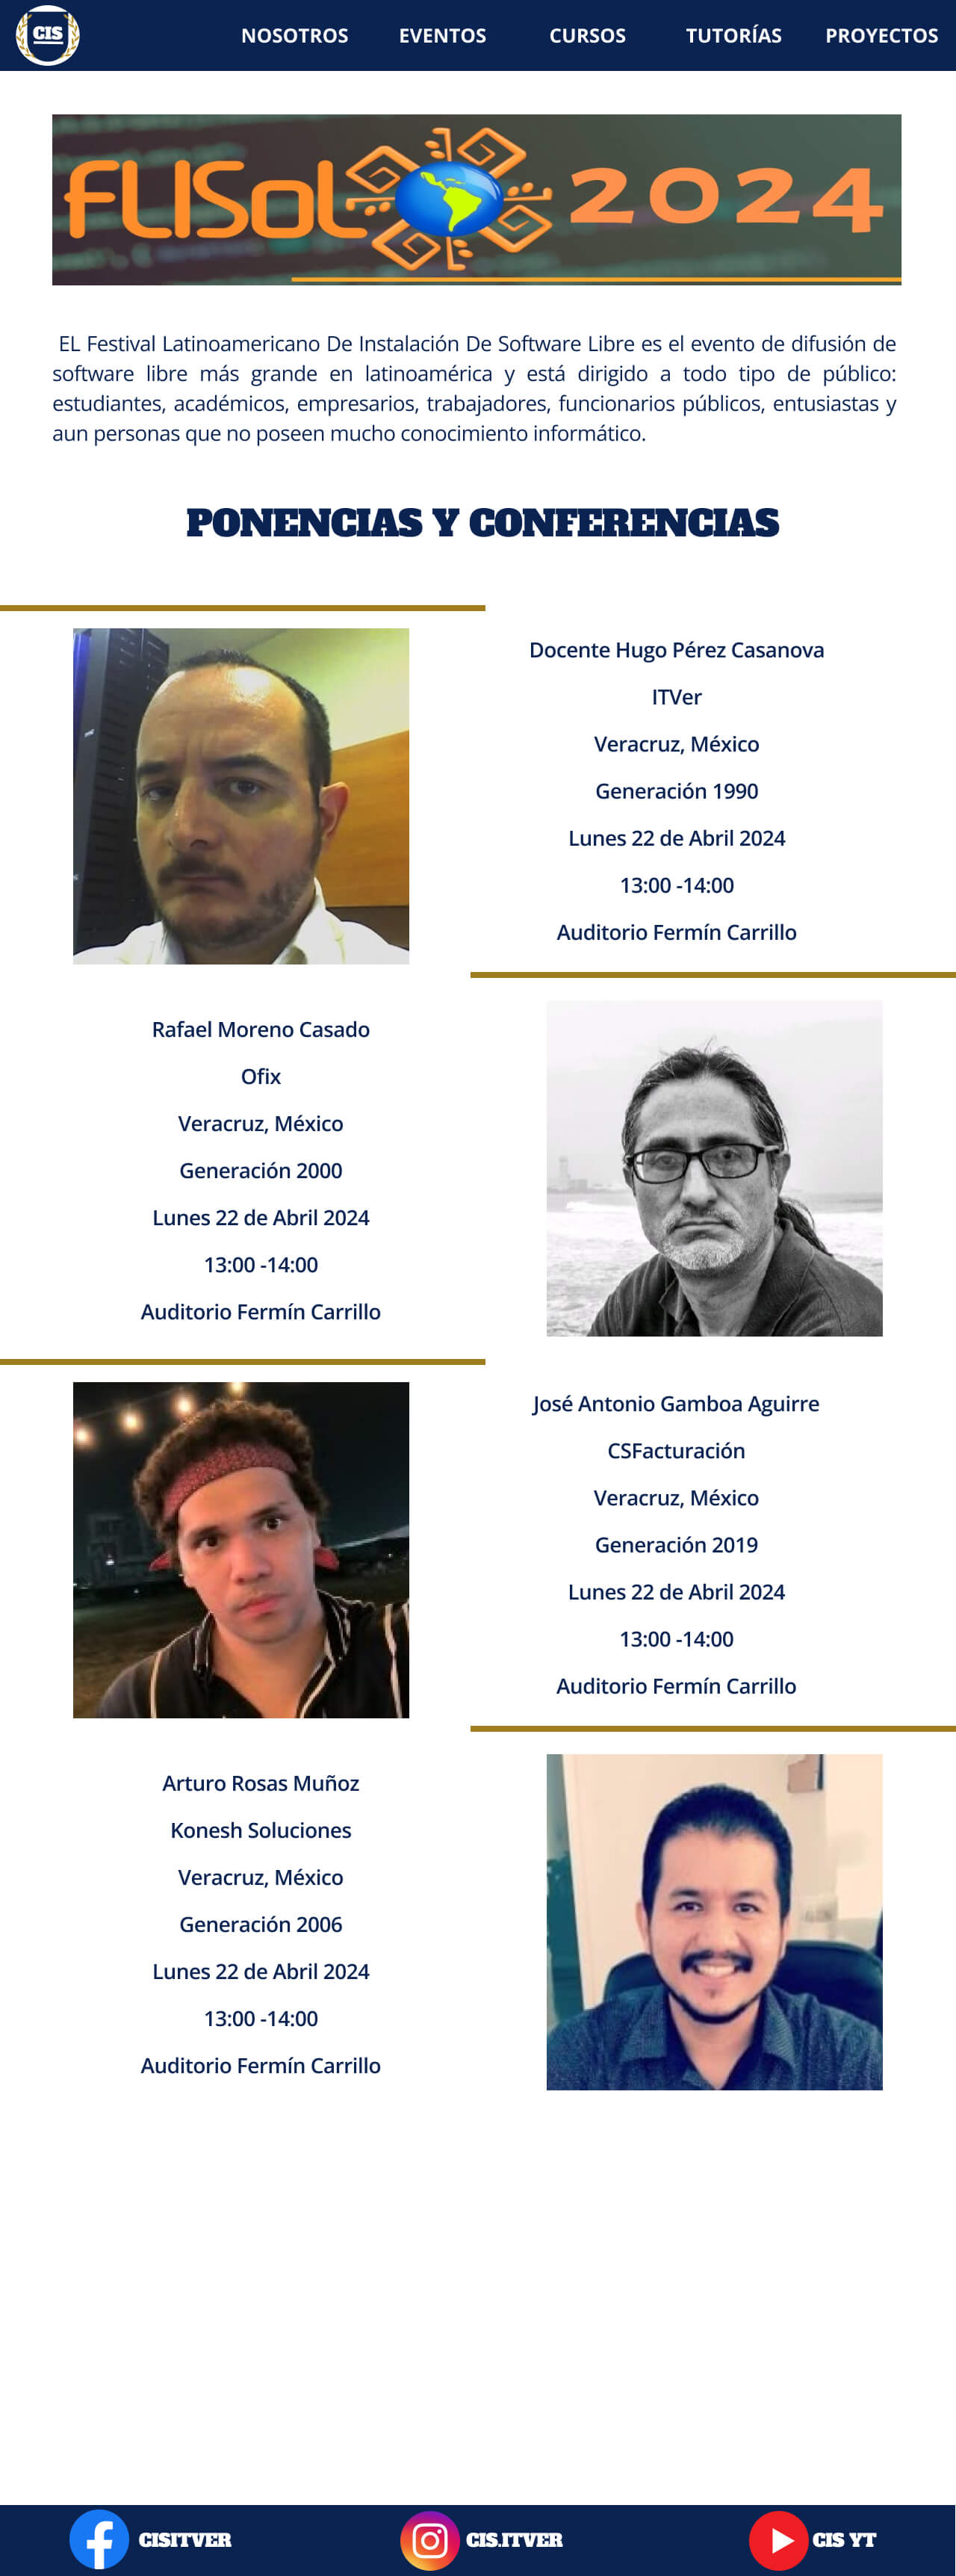 CIS
NOSOTROS EVENTOS CURSOS TUTORÍAS PROYECTOS
FLISoL 2024
EL Festival Latinoamericano De Instalación De Software Libre es el evento de difusión de
software libre más grande en latinoamérica y está dirigido a todo tipo de público:
estudiantes, académicos, empresarios, trabajadores, funcionarios públicos, entusiastas y
aun personas que no poseen mucho conocimiento informático.
PONENCIAS Y CONFERENCIAS
Docente Hugo Pérez Casanova
ITVer
Veracruz, México
Generación 1990
Lunes 22 de Abril 2024
13:00 -14:00
Auditorio Fermín Carrillo
Rafael Moreno Casado
Ofix
Veracruz, México
Generación 2000
Lunes 22 de Abril 2024
13:00 -14:00
Auditorio Fermín Carrillo
José Antonio Gamboa Aguirre
CSFacturación
Veracruz, México
Generación 2019
Lunes 22 de Abril 2024
13:00 -14:00
Auditorio Fermín Carrillo
Arturo Rosas Muñoz
Konesh Soluciones
Veracruz, México
Generación 2006
Lunes 22 de Abril 2024
13:00 -14:00
Auditorio Fermín Carrillo
CISITVER CIS.ITVER CIS YT